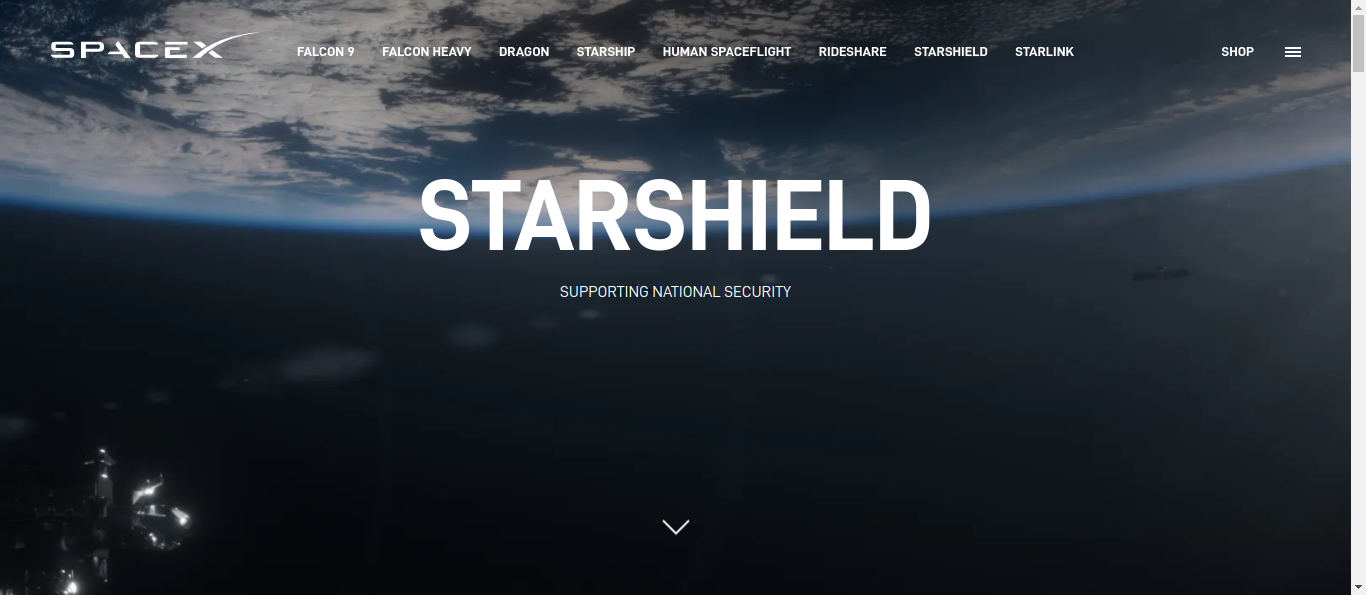 SPACEX FALCON 9 FALCON HEAVY DRAGON STARSHIP HUMAN SPACEFLIGHT RIDESHARE STARSHIELD STARLINK SHOP
STARSHIELD
SUPPORTING NATIONAL SECURITY